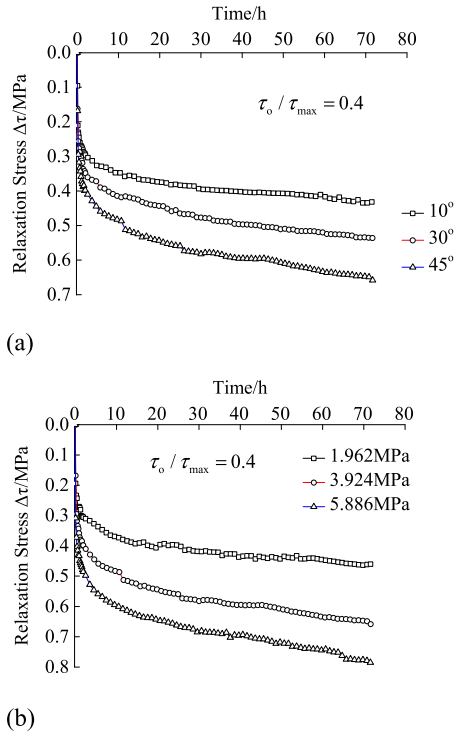 Time/h
0 10 20 30 40 50 60 70 80
0.0
0.1
0.2
0.3
0.4
0.5
0.6
0.7
Relaxation Stress Δτ/MPa
τo / τmax = 0.4
10°
30°
45°
(a)
Time/h
0 10 20 30 40 50 60 70 80
0.0
0.1
0.2
0.3
0.4
0.5
0.6
0.7
0.8
Relaxation Stress Δτ/MPa
τo / τmax = 0.4
1.962MPa
3.924MPa
5.886MPa
(b)